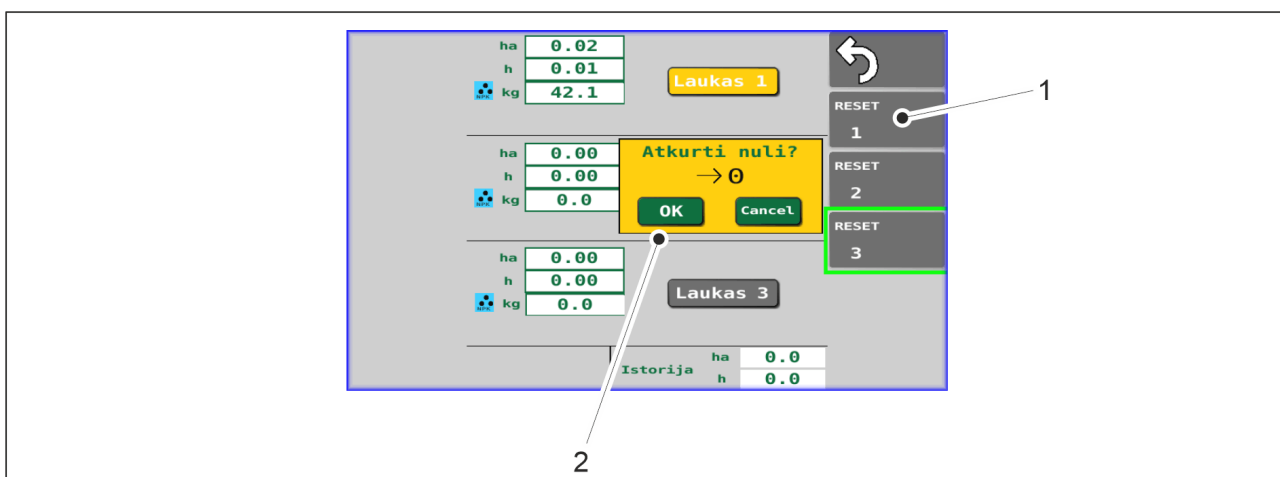 ha 0.02
h 0.01
NPK kg 42.1
Laukas 1
RESET
1
1
ha 0.00
h 0.00
NPK kg 0.0
Atkurti nuli?
→0
OK Cancel
RESET
2
RESET
3
ha 0.00
h 0.00
NPK kg 0.0
Laukas 3
Istorija
ha 0.0
h 0.0
2